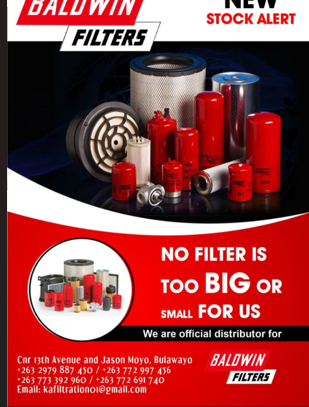 BALDWIN
FILTERS
NEW
STOCK ALERT
NO FILTER IS
TOO BIG OR
SMALL FOR US
We are official distributor for
Cnr 13th Avenue and Jason Moyo, Bulawayo
+263 2979 887 450 / +263 772 997 456
+263 773 392 960 / +263 772 691 740
Email: kafiltration01@gmail.com
BALDWIN
FILTERS